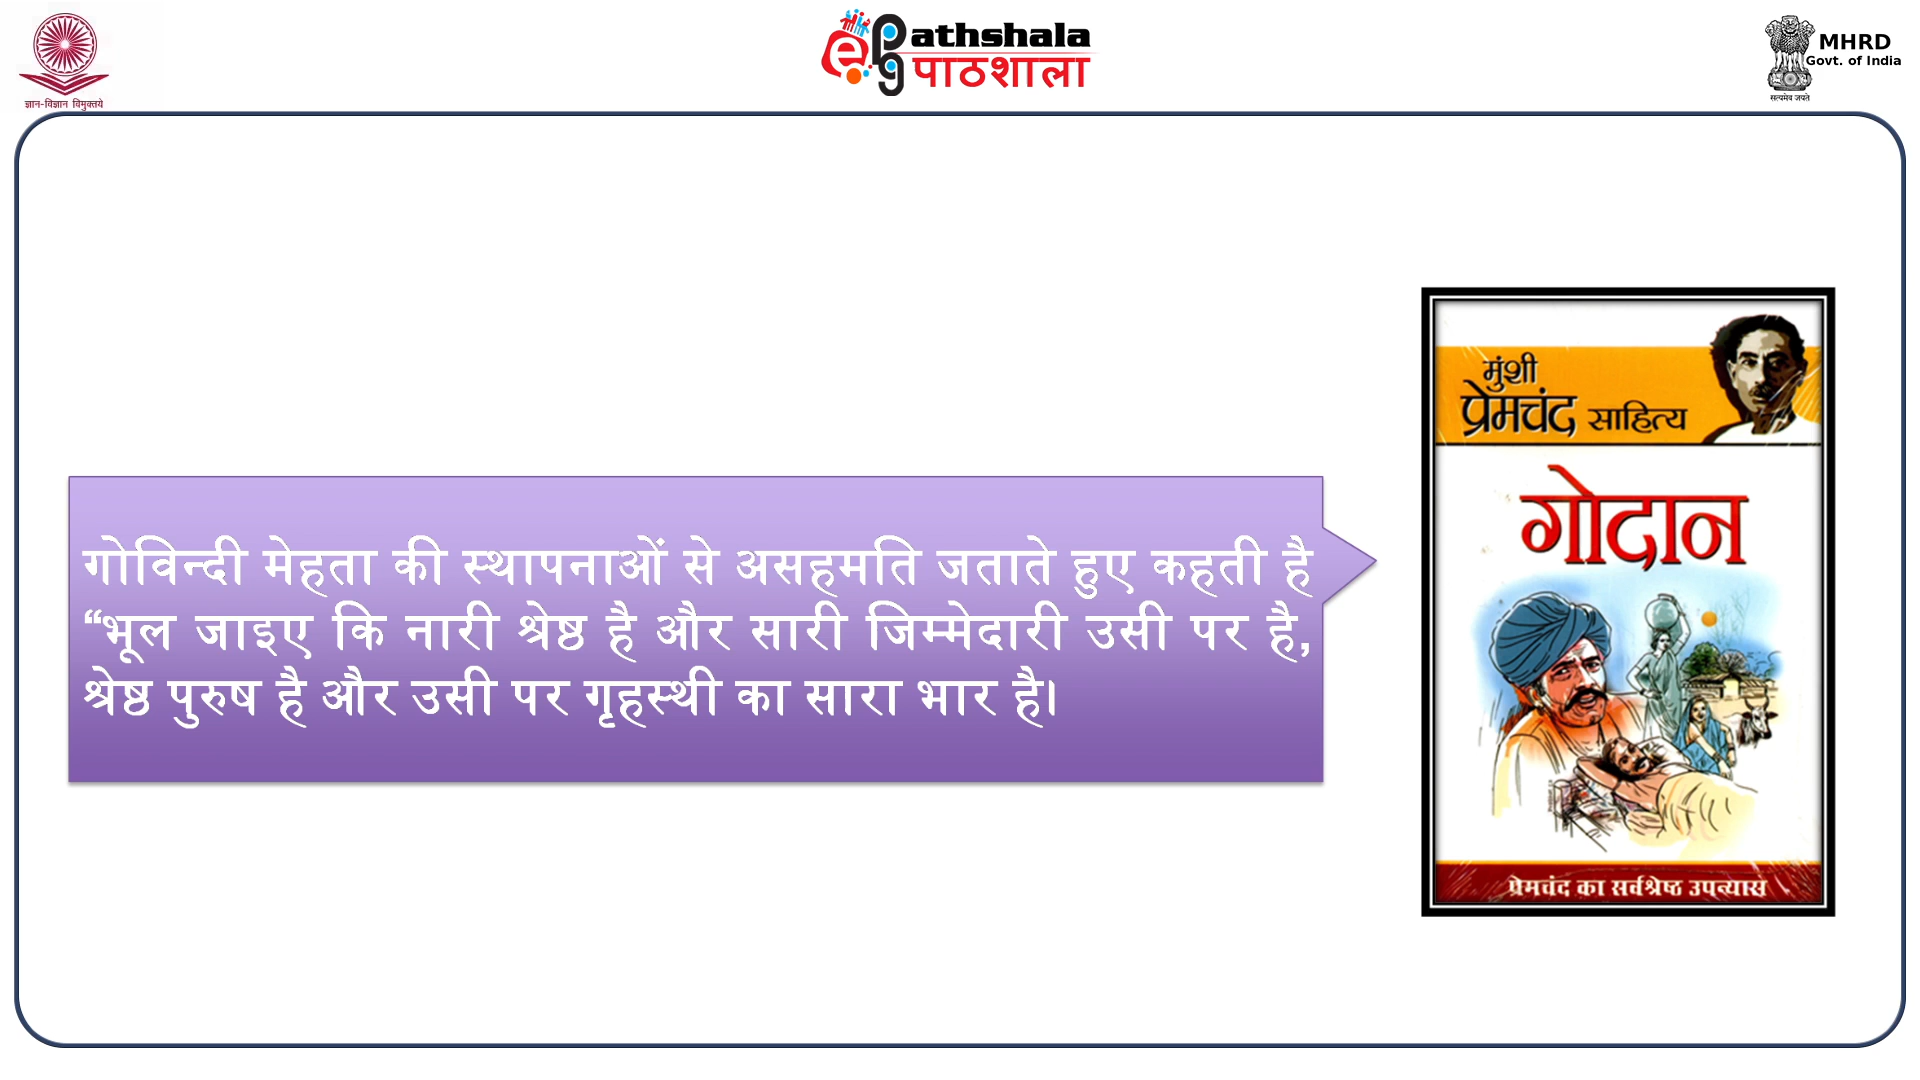 ज्ञान-विज्ञान विमुक्तये
ePathshala
पाठशाला
MHRD
Govt. of India
सत्यमेव जयते
गोविन्दी मेहता की स्थापनाओं से असहमति जताते हुए कहती है
“भूल जाइए कि नारी श्रेष्ठ है और सारी जिम्मेदारी उसी पर है,
श्रेष्ठ पुरुष है और उसी पर गृहस्थी का सारा भार है।
मुंशी
प्रेमचंद साहित्य
गोदान
प्रेमचंद का सर्वश्रेष्ठ उपन्यास